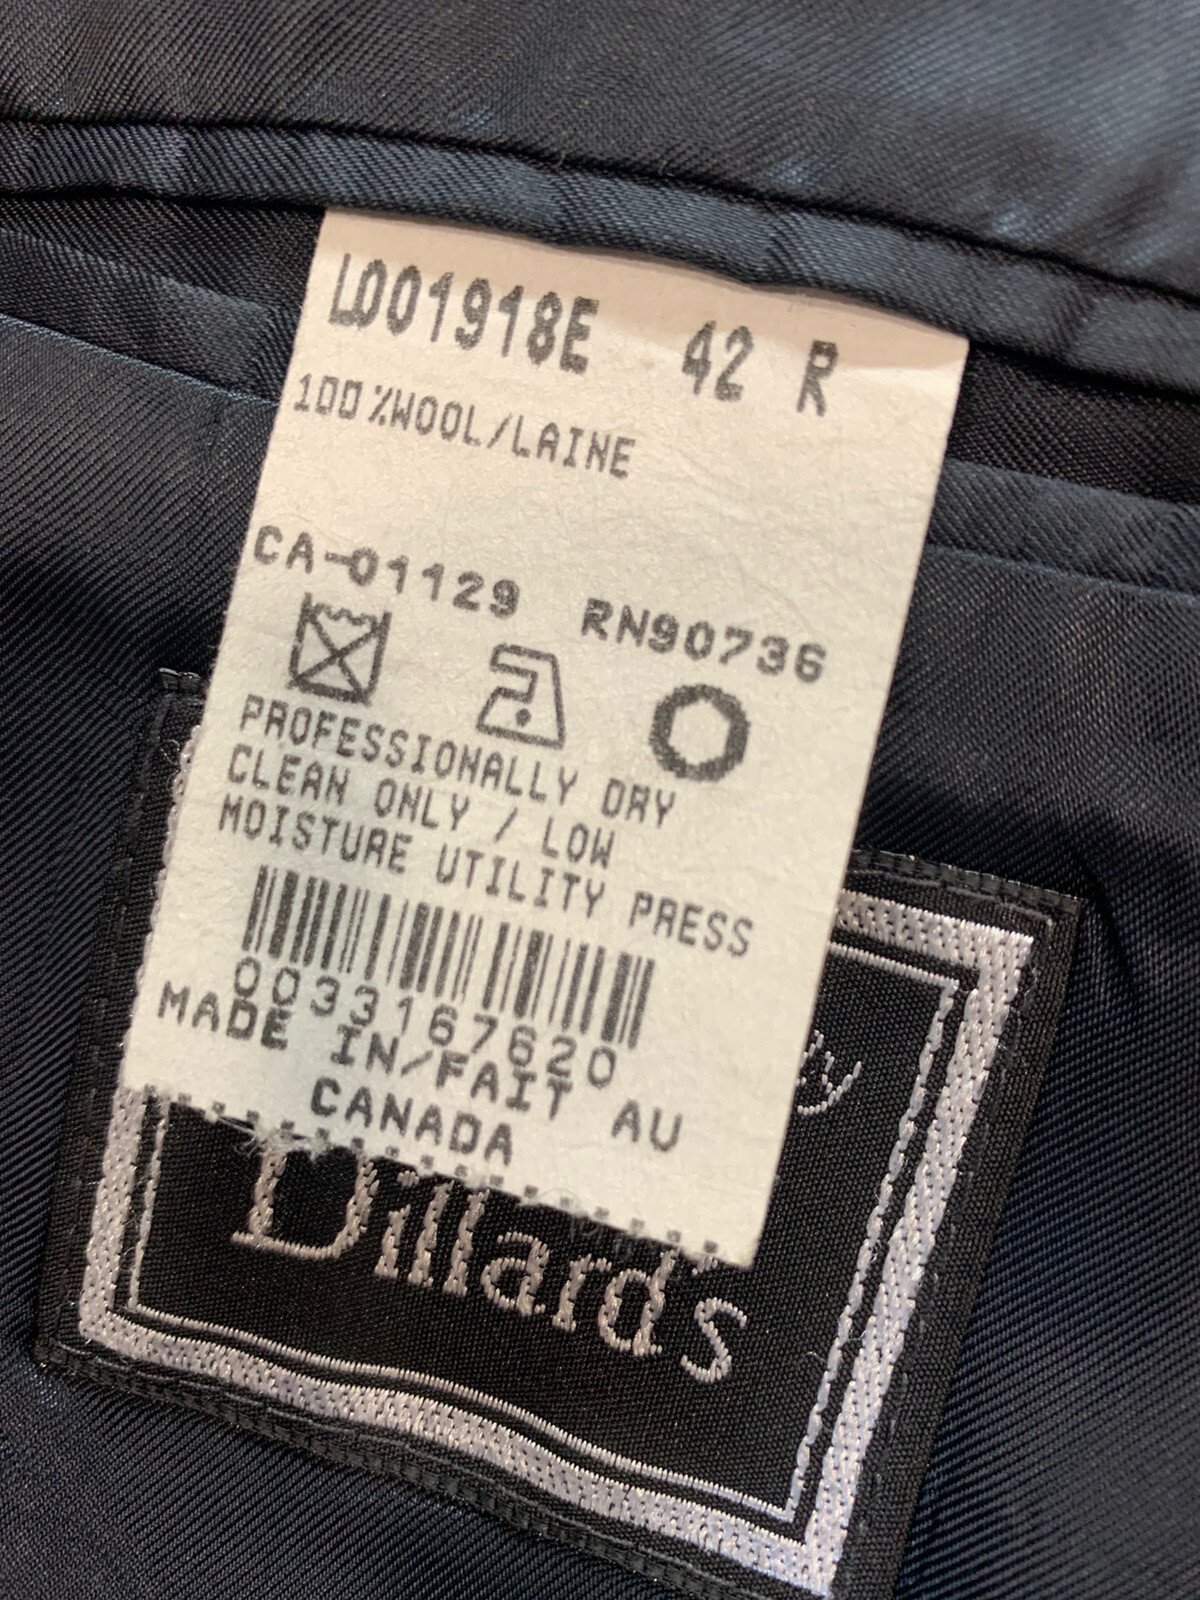 L001918E 42 R
100%WOOL/LAINE
CA-01129 RN90736
PROFESSIONALLY DRY
CLEAN ONLY / LOW
MOISTURE UTILITY PRESS
0033167620
MADE IN/FAIT AU
CANADA
Dillard's